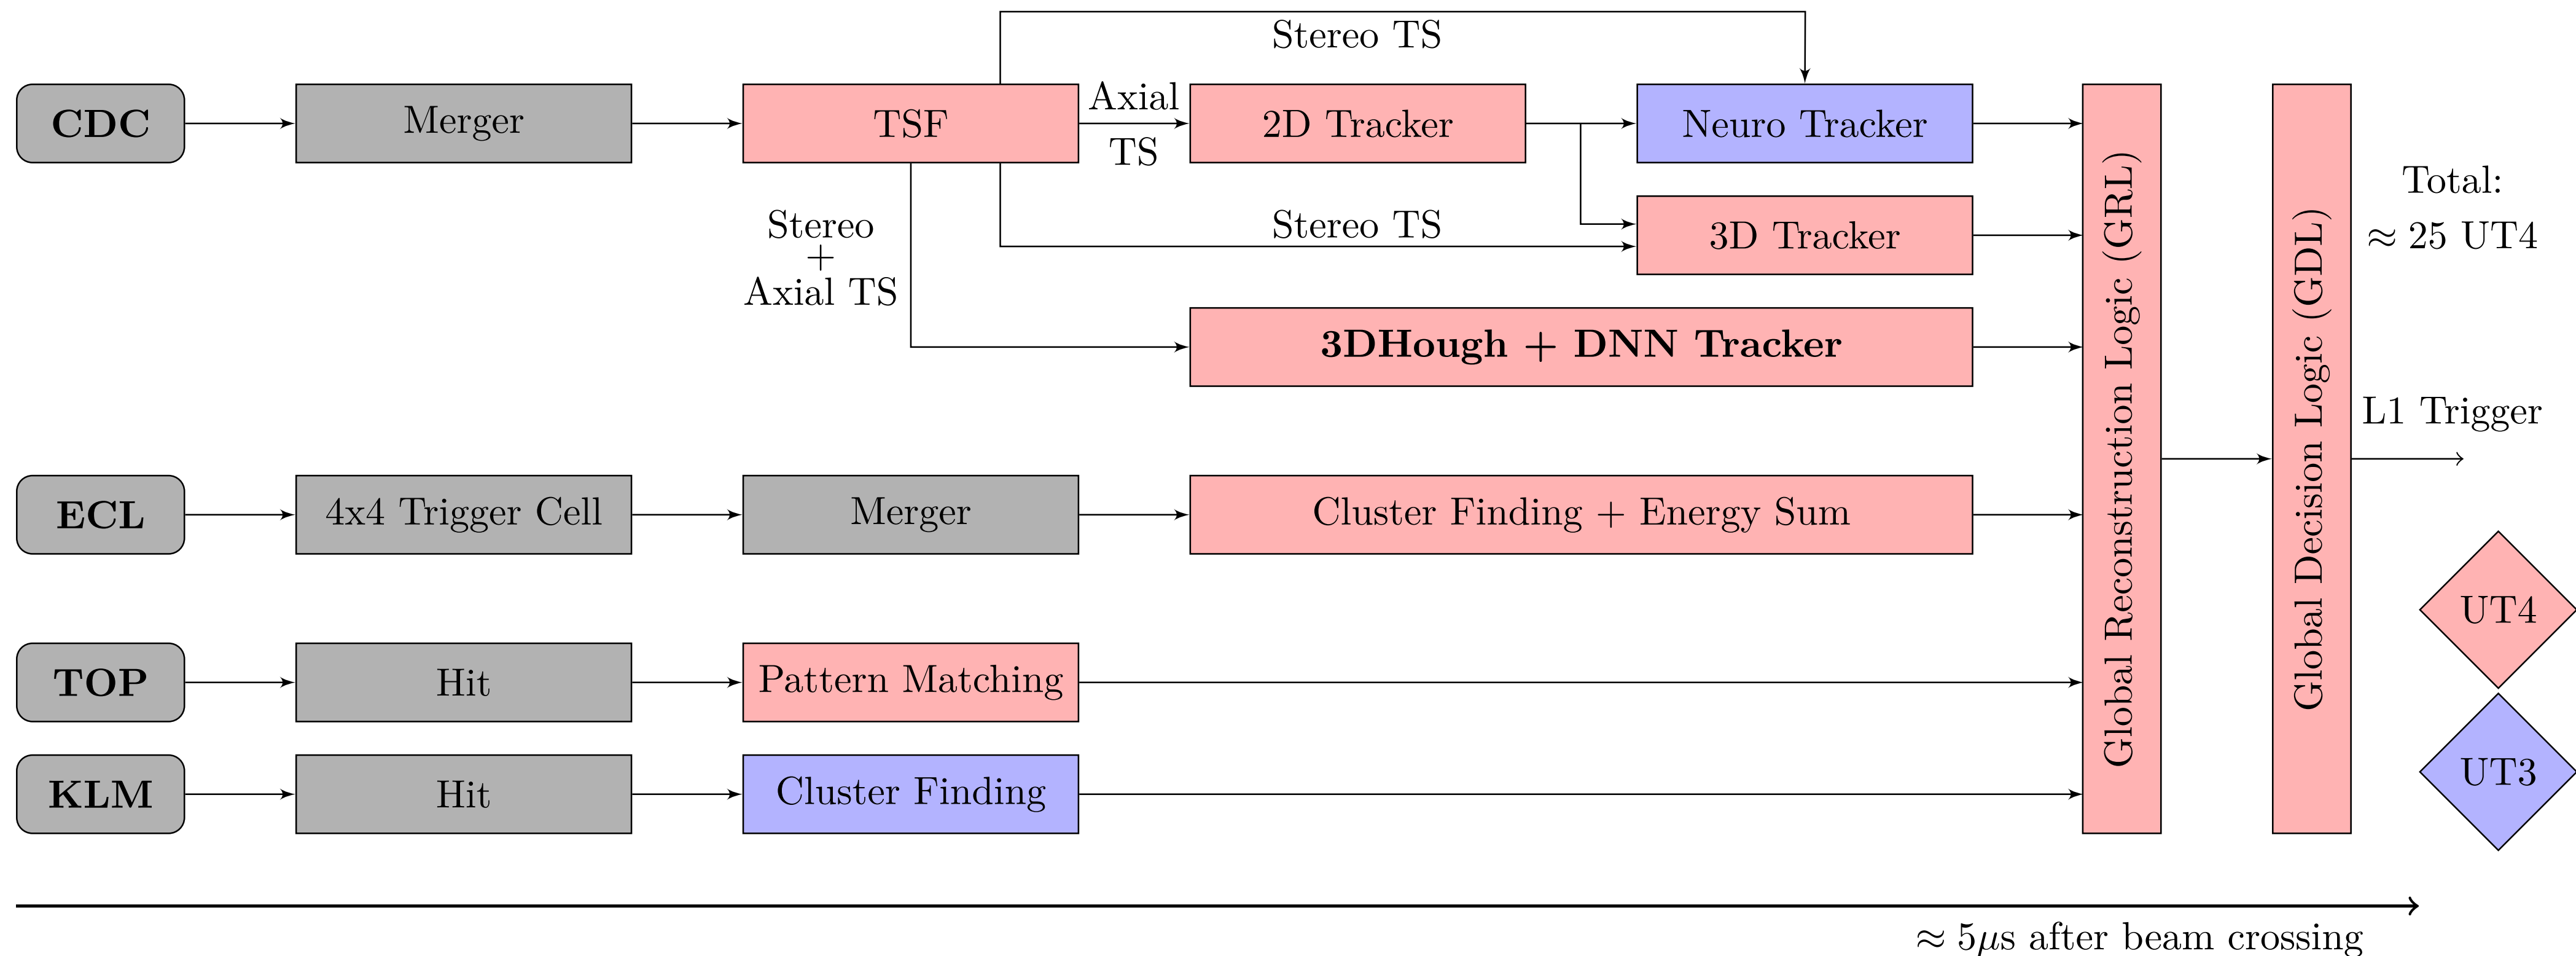 Stereo TS
CDC
Merger
TSF
Axial
TS
2D Tracker
Neuro Tracker
Stereo
+
Axial TS
Stereo TS
3D Tracker
3DHough + DNN Tracker
ECL
4x4 Trigger Cell
Merger
Cluster Finding + Energy Sum
TOP
Hit
Pattern Matching
KLM
Hit
Cluster Finding
Global Reconstruction Logic (GRL)
Global Decision Logic (GDL)
Total:
≈ 25 UT4
L1 Trigger
UT4
UT3
≈ 5μs after beam crossing